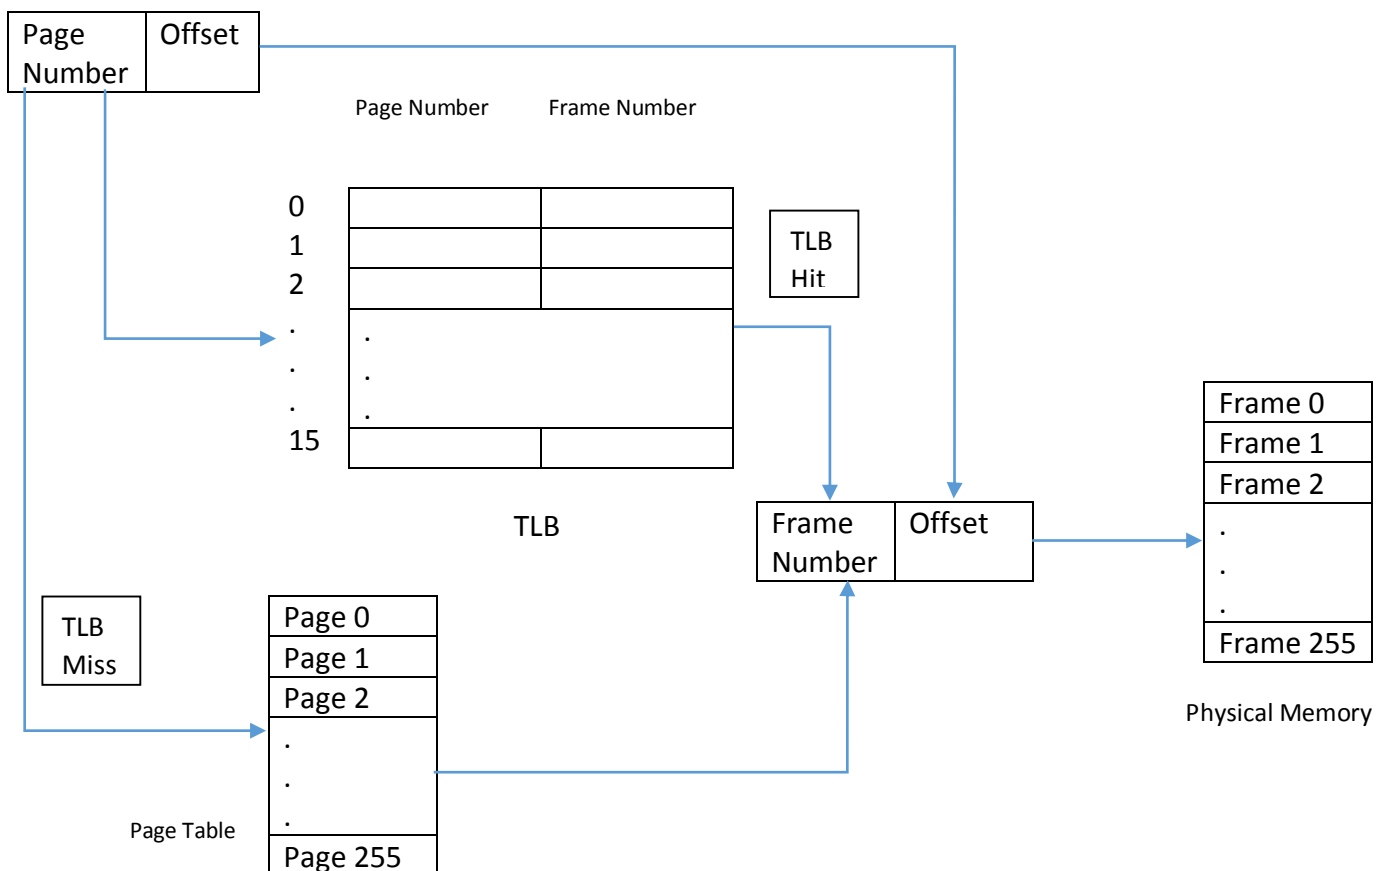 Page
Number
Offset
Page Number
Frame Number
0
1
2
.
.
.
15
.
.
.
TLB
Hit
TLB
Frame
Number
Offset
Frame 0
Frame 1
Frame 2
.
.
.
Frame 255
Physical Memory
TLB
Miss
Page 0
Page 1
Page 2
.
.
.
Page 255
Page Table